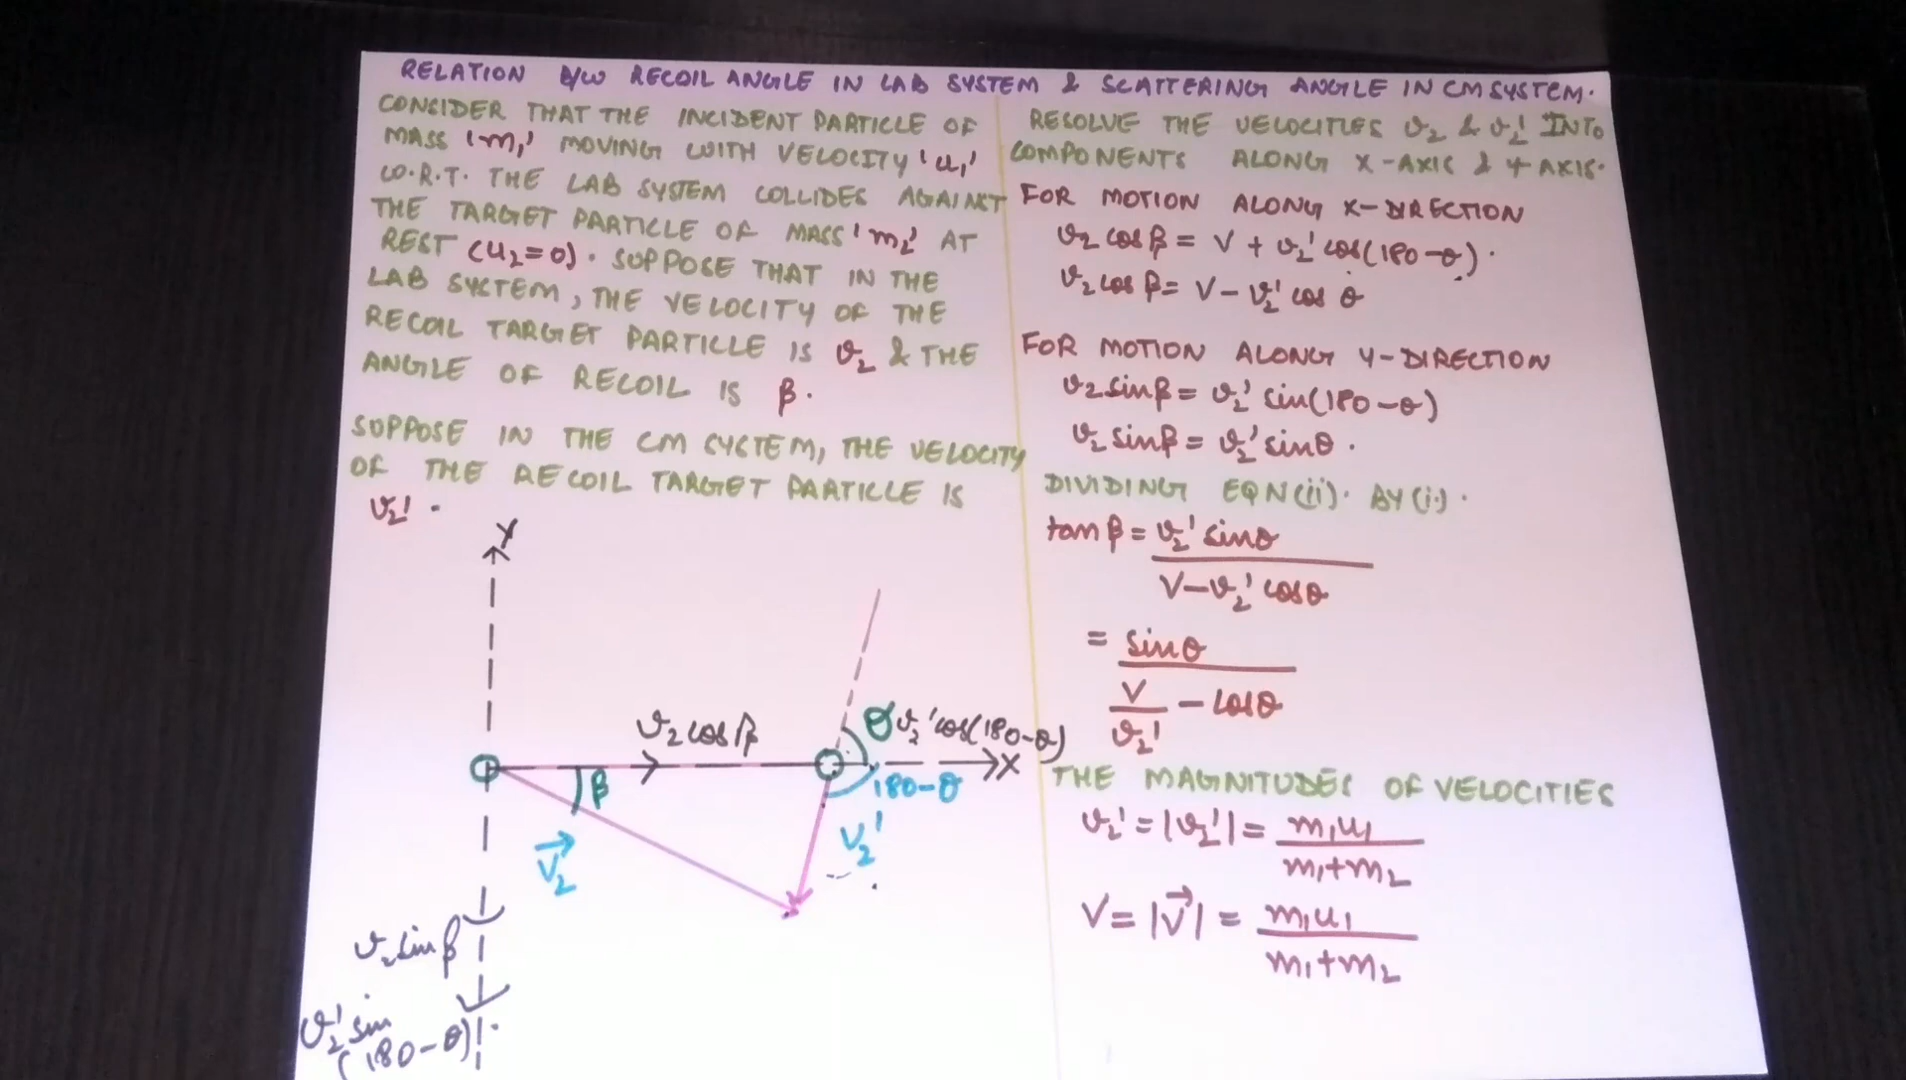 RELATION B/W RECOIL ANGLE IN LAB SYSTEM & SCATTERING ANGLE IN CM SYSTEM.
CONSIDER THAT THE INCIDENT PARTICLE OF
MASS 'm₁' MOVING WITH VELOCITY 'u₁'
W.R.T. THE LAB SYSTEM COLLIDES AGAINST
THE TARGET PARTICLE OF MASS 'm₂' AT
REST (u₂=0). SUPPOSE THAT IN THE
LAB SYSTEM, THE VELOCITY OF THE
RECOIL TARGET PARTICLE IS v₂ & THE
ANGLE OF RECOIL IS β.
SUPPOSE IN THE CM SYSTEM, THE VELOCITY
OF THE RECOIL TARGET PARTICLE IS
v₂'.
Y
v₂ cos β
θ v₂' cos(180-θ)
X
β
180-θ
V₂
V₂'
v₂ sin β
v₂' sin
(180-θ)
RESOLVE THE VELOCITIES v₂ & v₂' INTO
COMPONENTS ALONG X-AXIS & Y AXIS.
FOR MOTION ALONG X-DIRECTION
v₂ cos β = V + v₂' cos(180-θ).
v₂ cos β = V - v₂' cos θ
FOR MOTION ALONG Y-DIRECTION
v₂ sin β = v₂' sin(180-θ)
v₂ sin β = v₂' sin θ.
DIVIDING EQN(ii). BY (i).
tan β = v₂' sin θ
V - v₂' cos θ
= sin θ
V
- cos θ
v₂'
THE MAGNITUDES OF VELOCITIES
v₂' = |v₂'| = m₁u₁
m₁+m₂
V = |V| = m₁u₁
m₁+m₂